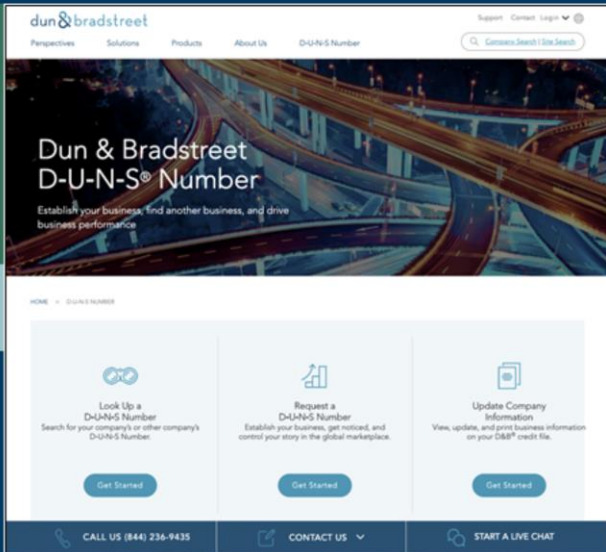 dun & bradstreet
Support Contact Login
Perspectives Solutions Products About Us D-U-N-S Number
Company Search | Site Search
Dun & Bradstreet
D-U-N-S® Number
Establish your business, find another business, and drive
business performance
HOME > D-U-N-S NUMBER
Look Up a
D-U-N-S Number
Search for your company's or other company's
D-U-N-S Number.
Get Started
Request a
D-U-N-S Number
Establish your business, get noticed, and
control your story in the global marketplace.
Get Started
Update Company
Information
View, update, and print business information
on your D&B® credit file.
Get Started
CALL US (844) 236-9435
CONTACT US
START A LIVE CHAT